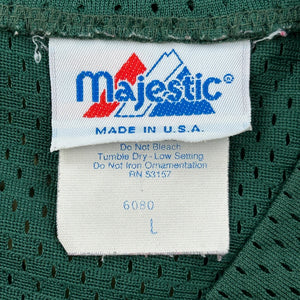 Majestic®
MADE IN U.S.A.
Do Not Bleach
Tumble Dry - Low Setting
Do Not Iron Ornamentation
RN 53157
6080
L